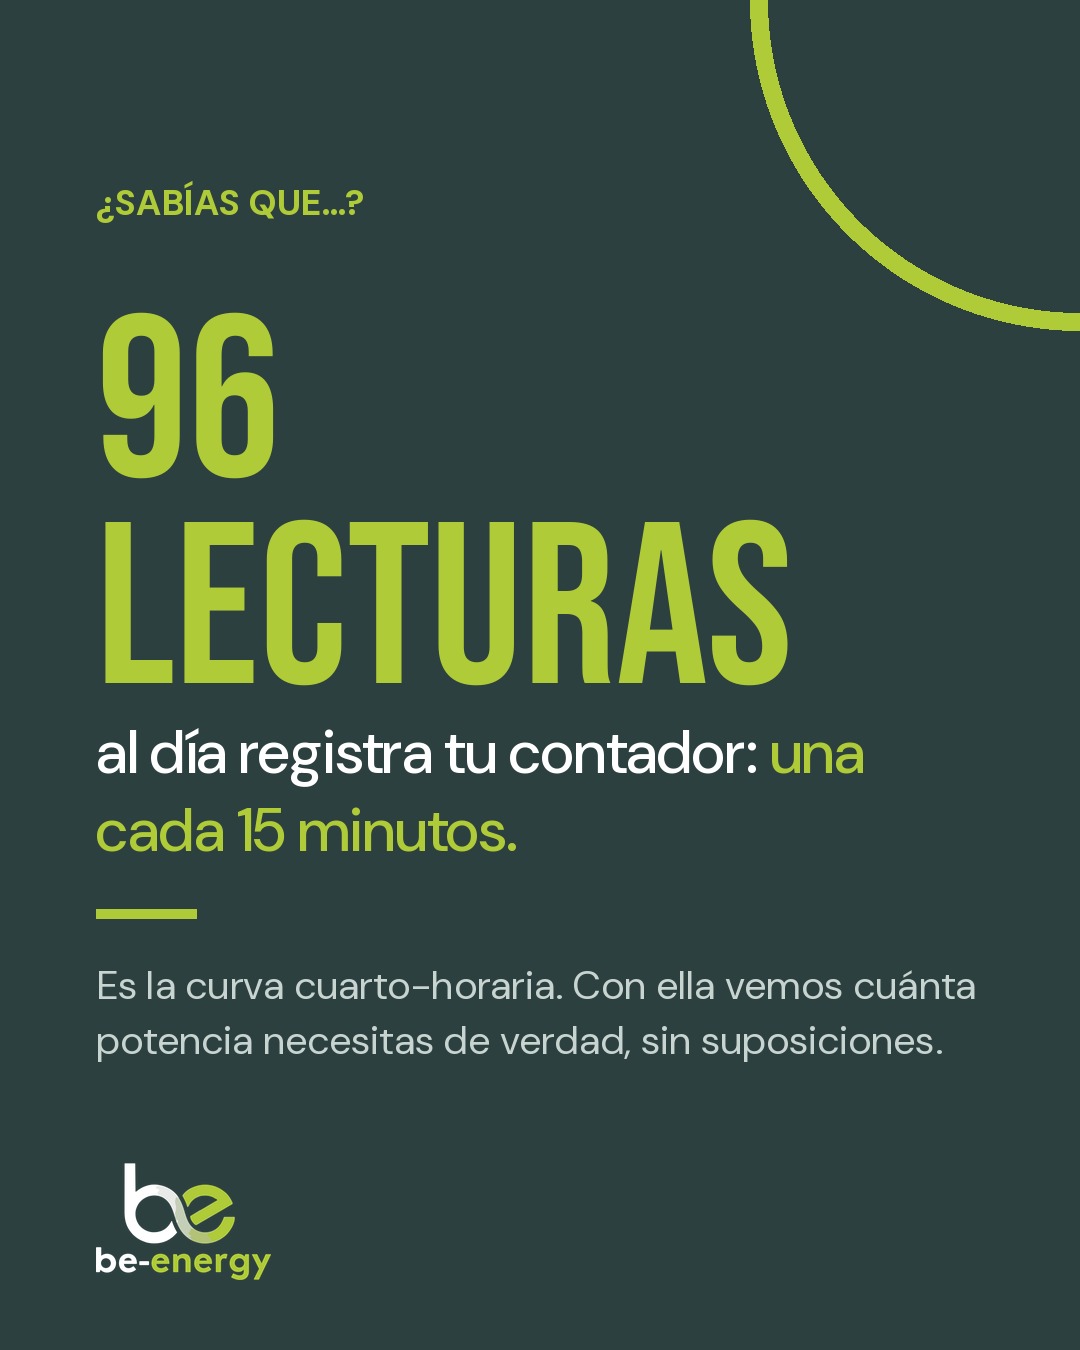 ¿SABÍAS QUE...?
96
LECTURAS
al día registra tu contador: una
cada 15 minutos.
Es la curva cuarto-horaria. Con ella vemos cuánta
potencia necesitas de verdad, sin suposiciones.
be
be-energy